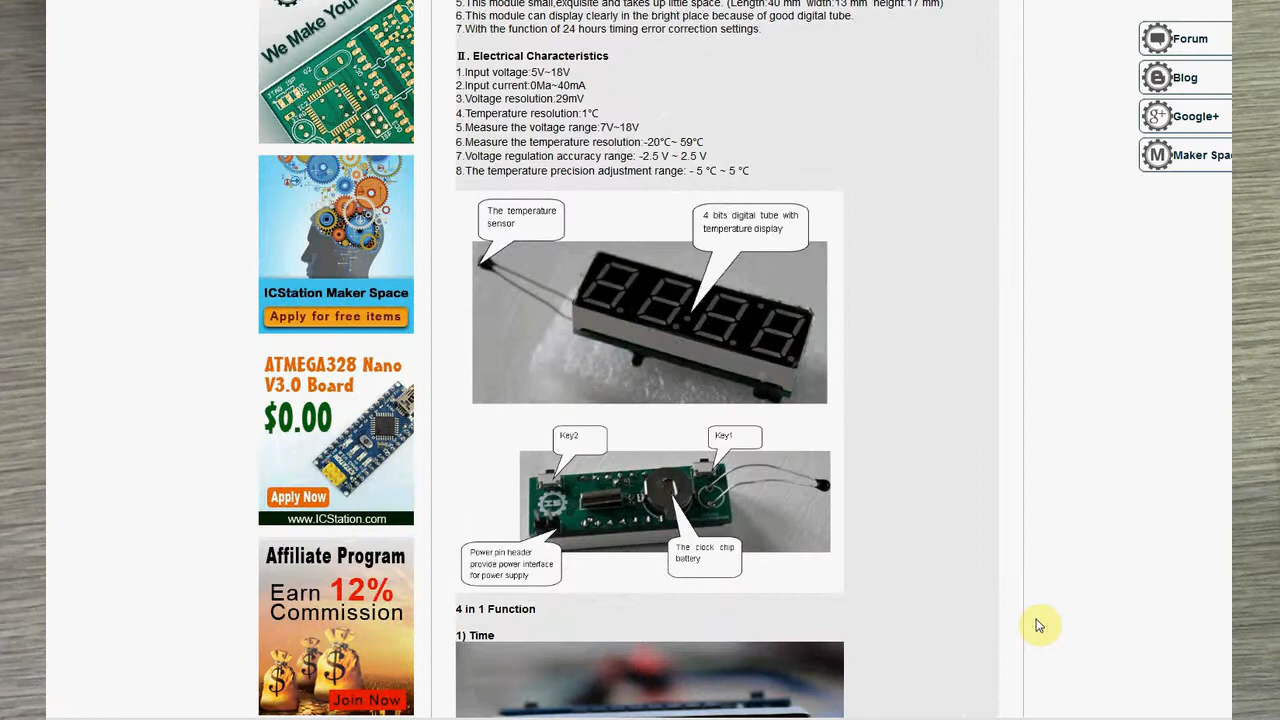 5.This module small,exquisite and takes up little space. (Length:40 mm width:13 mm height:17 mm)
6.This module can display clearly in the bright place because of good digital tube.
7.With the function of 24 hours timing error correction settings.
Ⅱ. Electrical Characteristics
1.Input voltage:5V~18V
2.Input current:0Ma~40mA
3.Voltage resolution:29mV
4.Temperature resolution:1℃
5.Measure the voltage range:7V~18V
6.Measure the temperature resolution:-20℃~ 59℃
7.Voltage regulation accuracy range: -2.5 V ~ 2.5 V
8.The temperature precision adjustment range: - 5 ℃ ~ 5 ℃
The temperature
sensor
4 bits digital tube with
temperature display
Key2
Key1
Power pin header
provide power interface
for power supply
The clock chip
battery
4 in 1 Function
1) Time
We Make Your
JTAG ISP
ICStation Maker Space
Apply for free items
ATMEGA328 Nano
V3.0 Board
$0.00
Apply Now
www.ICStation.com
Affiliate Program
Earn 12%
Commission
Join Now
Forum
Blog
g+ Google+
M Maker Spa